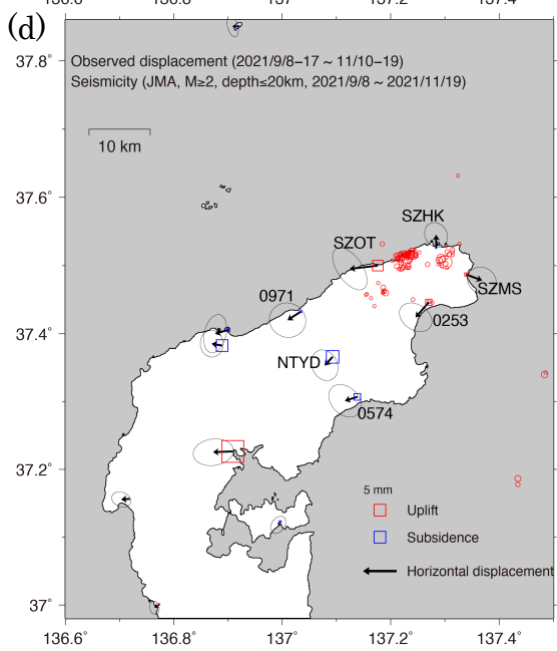 136.6 136.8 137 137.2 137.4
(d)
37.8°
Observed displacement (2021/9/8−17 ~ 11/10−19)
Seismicity (JMA, M≥2, depth≤20km, 2021/9/8 ~ 2021/11/19)
10 km
37.6°
SZHK
SZOT
SZMS
0971
0253
37.4°
NTYD
0574
37.2°
5 mm
Uplift
Subsidence
Horizontal displacement
37°
136.6° 136.8° 137° 137.2° 137.4°